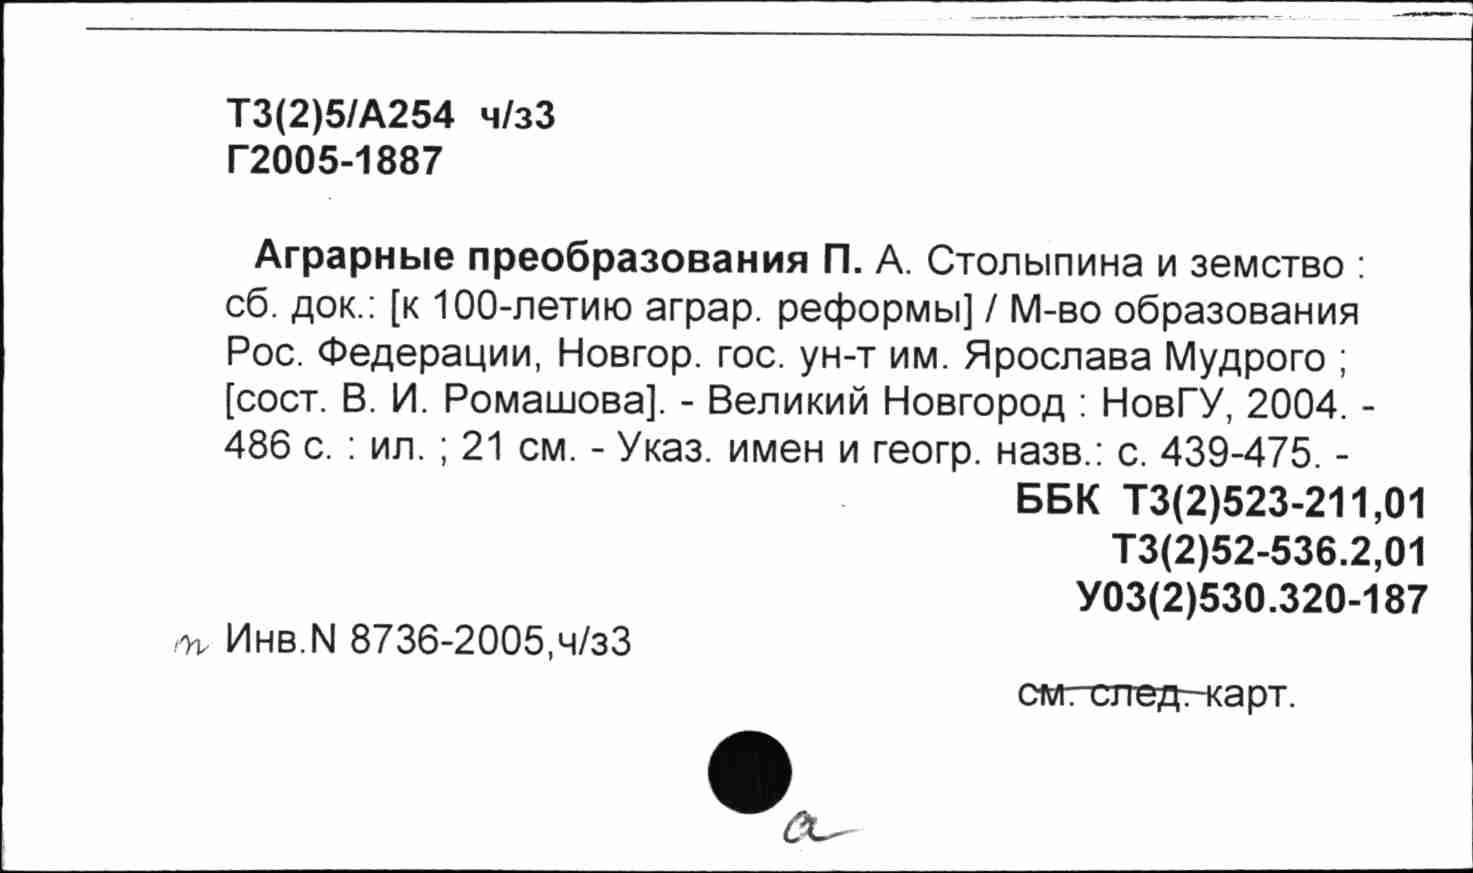 Т3(2)5/А254 ч/з3
Г2005-1887
Аграрные преобразования П. А. Столыпина и земство :
сб. док.: [к 100-летию аграр. реформы] / М-во образования
Рос. Федерации, Новгор. гос. ун-т им. Ярослава Мудрого ;
[сост. В. И. Ромашова]. - Великий Новгород : НовГУ, 2004. -
486 с. : ил. ; 21 см. - Указ. имен и геогр. назв.: с. 439-475. -
ББК Т3(2)523-211,01
Т3(2)52-536.2,01
У03(2)530.320-187
п Инв.N 8736-2005,ч/з3
см. след. карт.
а